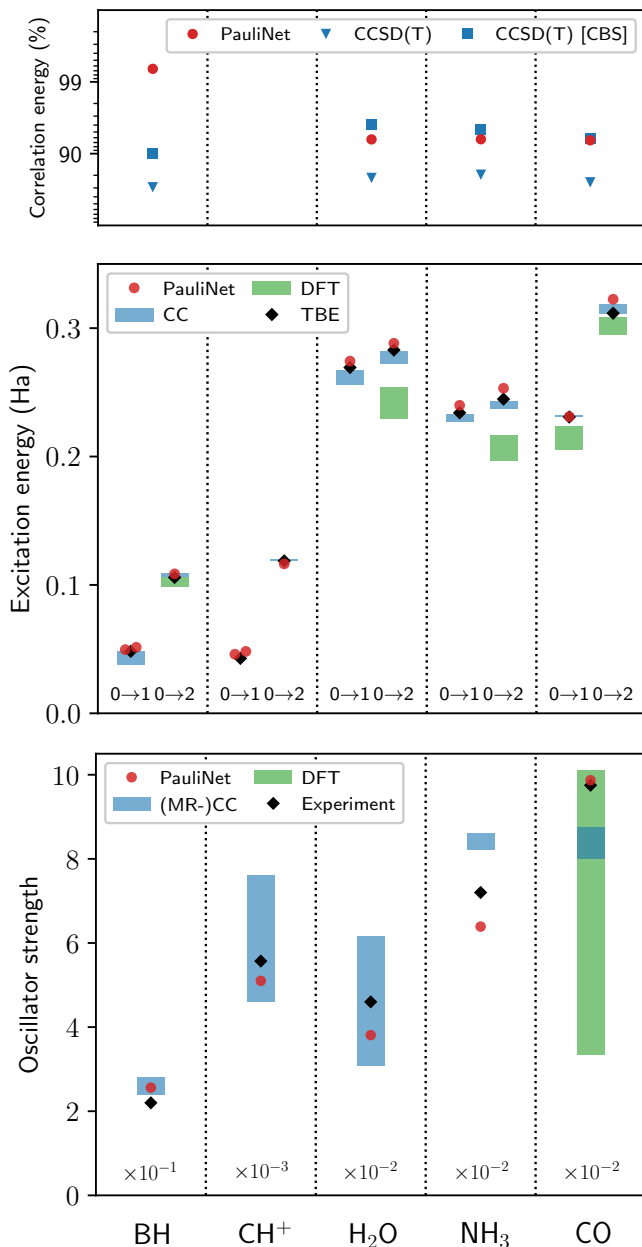 PauliNet CCSD(T) CCSD(T) [CBS]
Correlation energy (%)
99
90
PauliNet DFT
CC TBE
Excitation energy (Ha)
0.3
0.2
0.1
0.0
0→1 0→2 0→1 0→2 0→1 0→2 0→1 0→2 0→1 0→2
PauliNet DFT
(MR-)CC Experiment
Oscillator strength
10
8
6
4
2
0
×10⁻¹ ×10⁻³ ×10⁻² ×10⁻² ×10⁻²
BH CH⁺ H₂O NH₃ CO